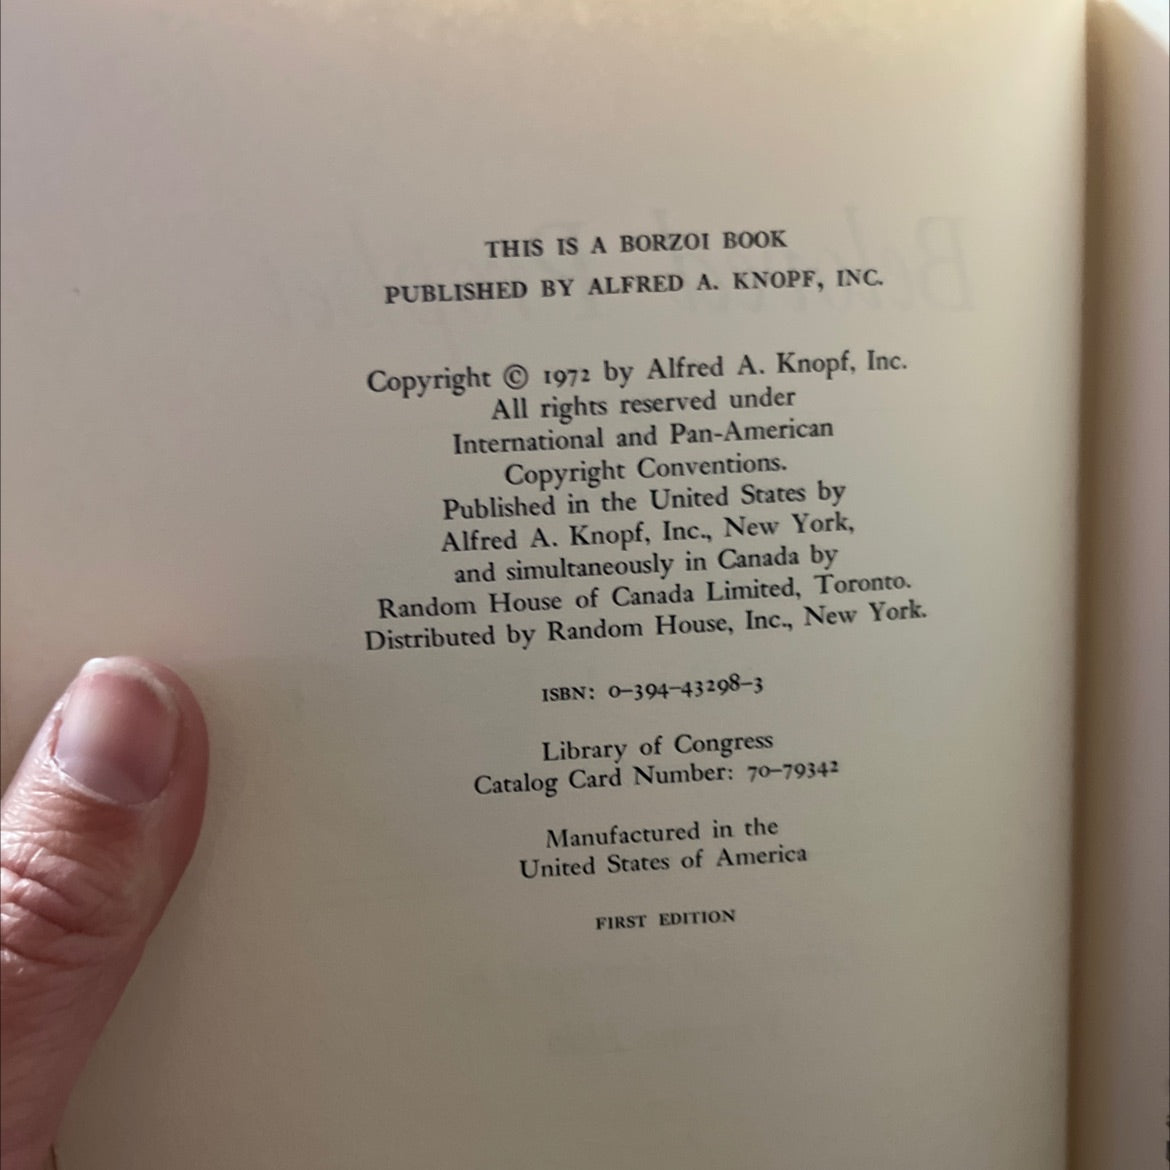 THIS IS A BORZOI BOOK
PUBLISHED BY ALFRED A. KNOPF, INC.
Copyright © 1972 by Alfred A. Knopf, Inc.
All rights reserved under
International and Pan-American
Copyright Conventions.
Published in the United States by
Alfred A. Knopf, Inc., New York,
and simultaneously in Canada by
Random House of Canada Limited, Toronto.
Distributed by Random House, Inc., New York.
ISBN: 0-394-43298-3
Library of Congress
Catalog Card Number: 70-79342
Manufactured in the
United States of America
FIRST EDITION